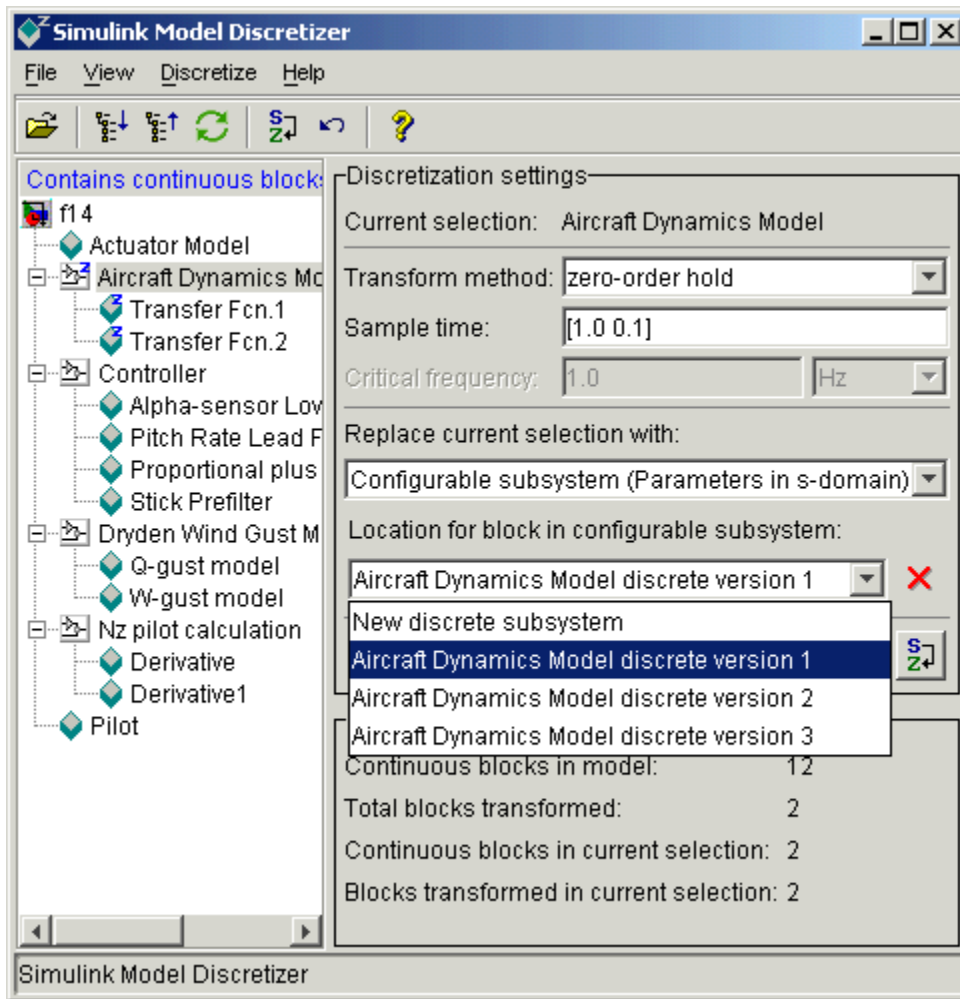 Simulink Model Discretizer
File View Discretize Help
Contains continuous block
f14
Actuator Model
Aircraft Dynamics Mo
Transfer Fcn.1
Transfer Fcn.2
Controller
Alpha-sensor Lov
Pitch Rate Lead F
Proportional plus
Stick Prefilter
Dryden Wind Gust M
Q-gust model
W-gust model
Nz pilot calculation
Derivative
Derivative1
Pilot
Discretization settings
Current selection: Aircraft Dynamics Model
Transform method: zero-order hold
Sample time: [1.0 0.1]
Critical frequency: 1.0 Hz
Replace current selection with:
Configurable subsystem (Parameters in s-domain)
Location for block in configurable subsystem:
Aircraft Dynamics Model discrete version 1
New discrete subsystem
Aircraft Dynamics Model discrete version 1
Aircraft Dynamics Model discrete version 2
Aircraft Dynamics Model discrete version 3
Continuous blocks in model: 12
Total blocks transformed: 2
Continuous blocks in current selection: 2
Blocks transformed in current selection: 2
Simulink Model Discretizer